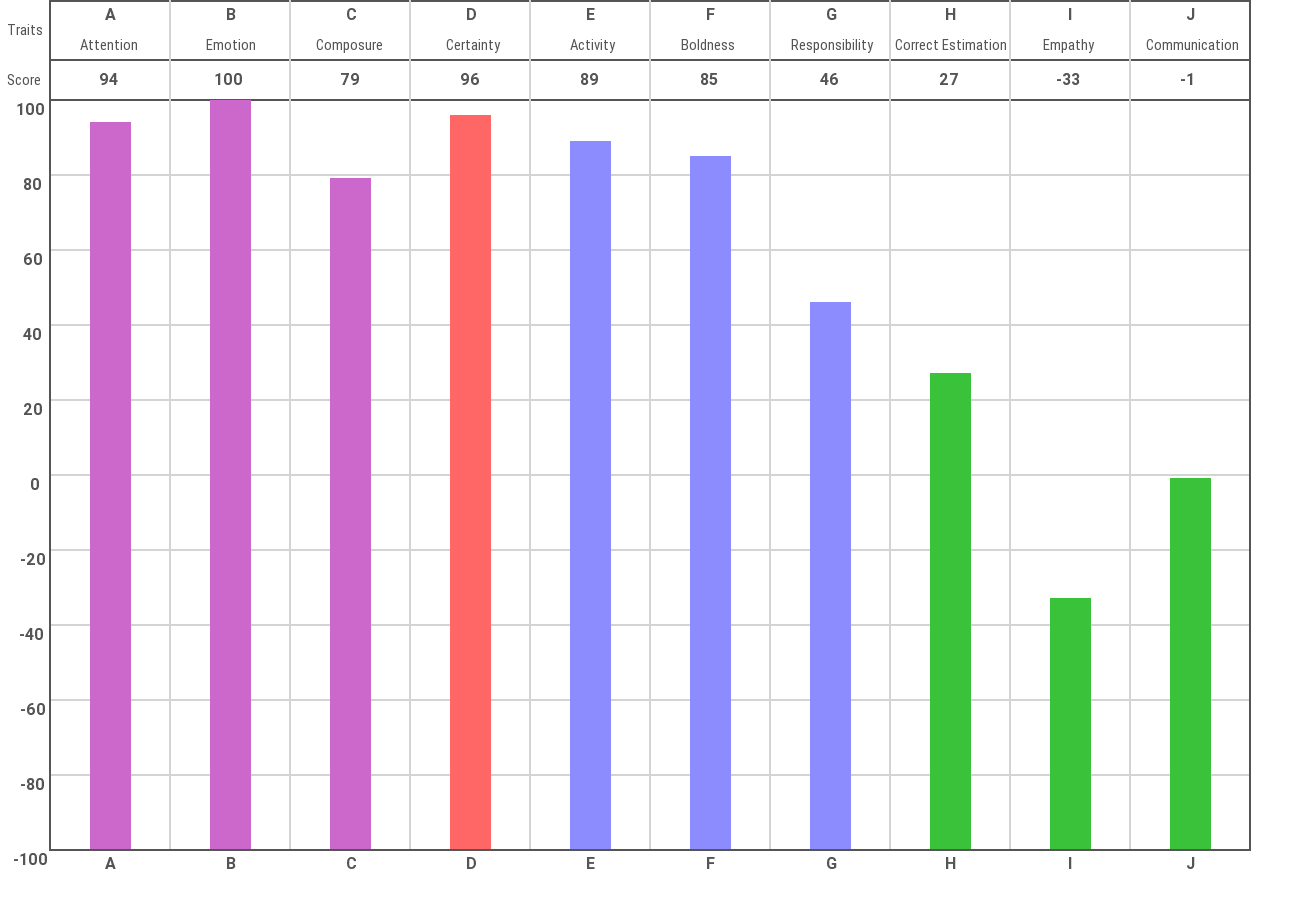 Traits A B C D E F G H I J
Attention Emotion Composure Certainty Activity Boldness Responsibility Correct Estimation Empathy Communication
Score 94 100 79 96 89 85 46 27 -33 -1
100
80
60
40
20
0
-20
-40
-60
-80
-100
A B C D E F G H I J